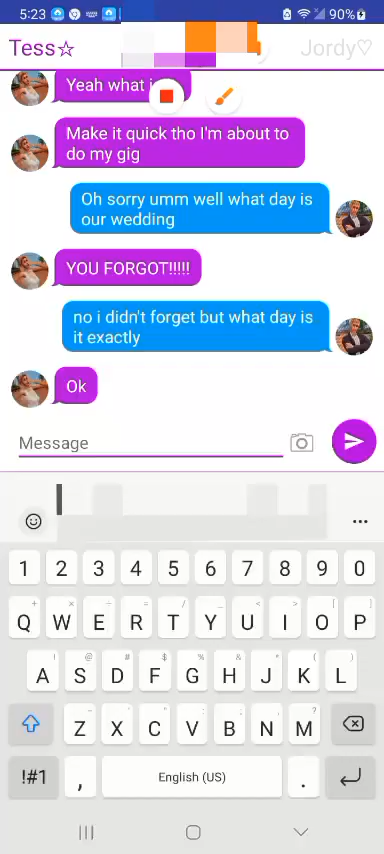 5:23
90%
Tess☆
Jordy♡
Yeah what
Make it quick tho I'm about to
do my gig
Oh sorry umm well what day is
our wedding
YOU FORGOT!!!!!
no i didn't forget but what day is
it exactly
Ok
Message
1 2 3 4 5 6 7 8 9 0
Q W E R T Y U I O P
A S D F G H J K L
Z X C V B N M
!#1 , English (US) .